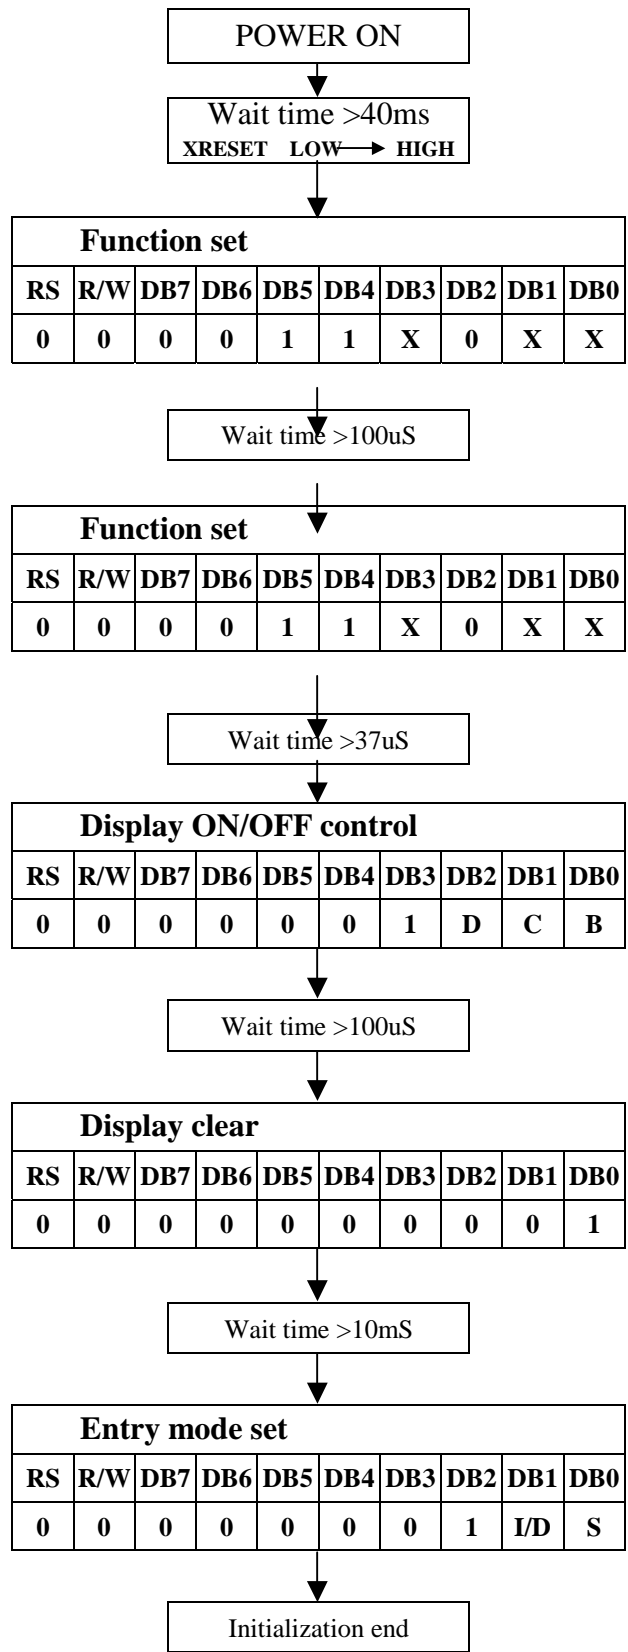 POWER ON
Wait time >40ms
XRESET LOW HIGH
Function set
RS R/W DB7 DB6 DB5 DB4 DB3 DB2 DB1 DB0
0 0 0 0 1 1 X 0 X X
Wait time >100uS
Function set
RS R/W DB7 DB6 DB5 DB4 DB3 DB2 DB1 DB0
0 0 0 0 1 1 X 0 X X
Wait time >37uS
Display ON/OFF control
RS R/W DB7 DB6 DB5 DB4 DB3 DB2 DB1 DB0
0 0 0 0 0 0 1 D C B
Wait time >100uS
Display clear
RS R/W DB7 DB6 DB5 DB4 DB3 DB2 DB1 DB0
0 0 0 0 0 0 0 0 0 1
Wait time >10mS
Entry mode set
RS R/W DB7 DB6 DB5 DB4 DB3 DB2 DB1 DB0
0 0 0 0 0 0 0 1 I/D S
Initialization end